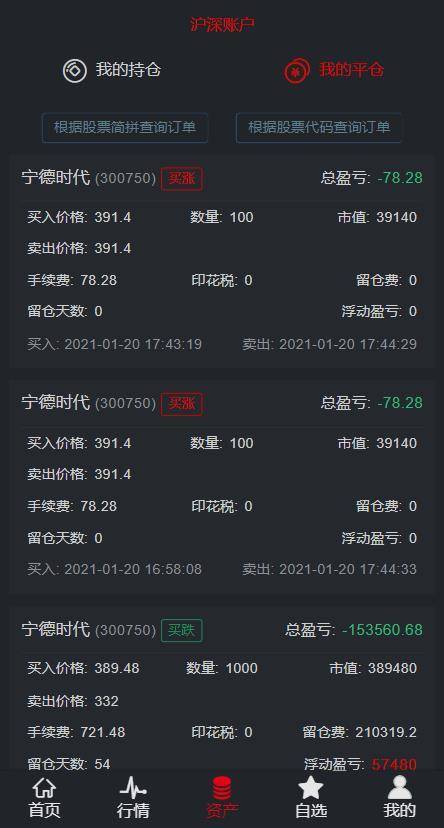 沪深账户
我的持仓 我的平仓
根据股票简拼查询订单 根据股票代码查询订单
宁德时代 (300750) 买涨 总盈亏: -78.28
买入价格: 391.4 数量: 100 市值: 39140
卖出价格: 391.4
手续费: 78.28 印花税: 0 留仓费: 0
留仓天数: 0 浮动盈亏: 0
买入: 2021-01-20 17:43:19 卖出: 2021-01-20 17:44:29
宁德时代 (300750) 买涨 总盈亏: -78.28
买入价格: 391.4 数量: 100 市值: 39140
卖出价格: 391.4
手续费: 78.28 印花税: 0 留仓费: 0
留仓天数: 0 浮动盈亏: 0
买入: 2021-01-20 16:58:08 卖出: 2021-01-20 17:44:33
宁德时代 (300750) 买跌 总盈亏: -153560.68
买入价格: 389.48 数量: 1000 市值: 389480
卖出价格: 332
手续费: 721.48 印花税: 0 留仓费: 210319.2
留仓天数: 54 浮动盈亏: 57480
首页 行情 资产 自选 我的